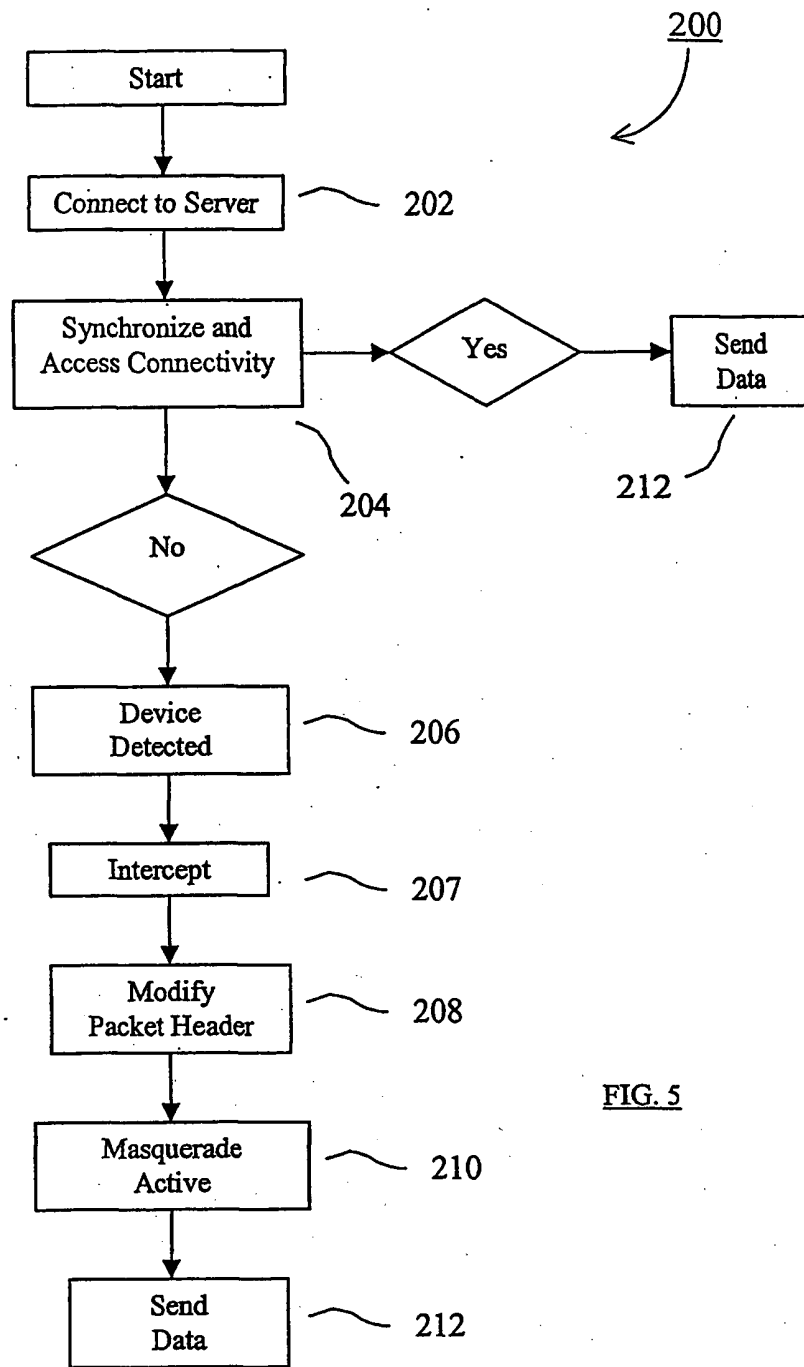 200
Start
Connect to Server
202
Synchronize and
Access Connectivity
Yes
Send
Data
204
212
No
Device
Detected
206
Intercept
207
Modify
Packet Header
208
FIG. 5
Masquerade
Active
210
Send
Data
212